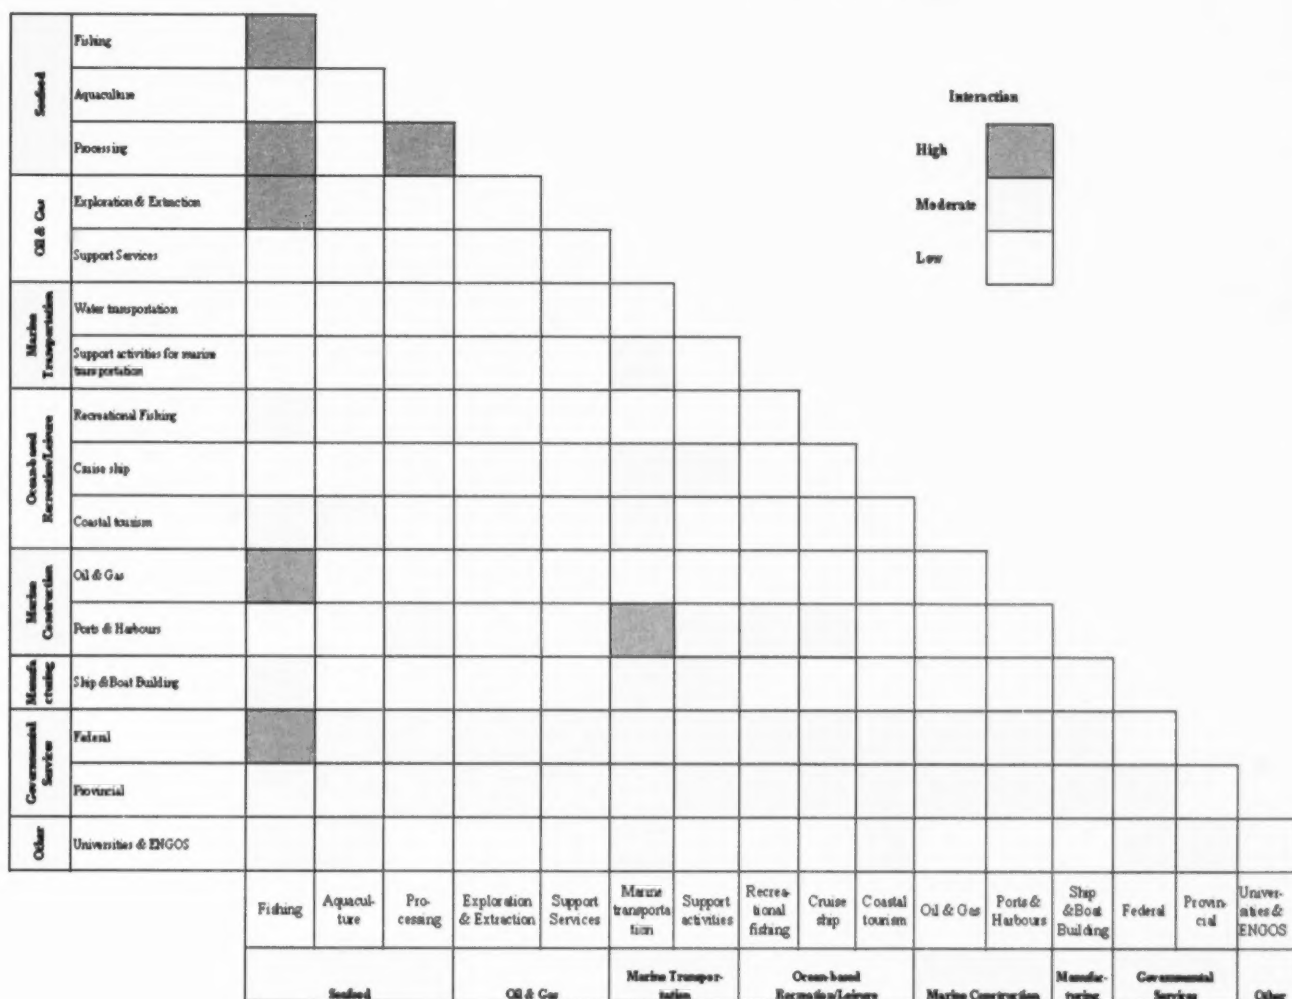 Seafood
Fishing
Aquaculture
Processing
Oil & Gas
Exploration & Extraction
Support Services
Marine
Transportation
Water transportation
Support activities for marine
transportation
Ocean-based
Recreation/Leisure
Recreational Fishing
Cruise ship
Coastal tourism
Marine
Construction
Oil & Gas
Ports & Harbours
Manufa
cturing
Ship & Boat Building
Governmental
Services
Federal
Provincial
Other
Universities & ENGOS
Interaction
High
Moderate
Low
Fishing
Aquacul-
ture
Pro-
cessing
Exploration
& Extraction
Support
Services
Marine
transporta
tion
Support
activities
Recrea-
tional
fishing
Cruise
ship
Coastal
tourism
Oil & Gas
Ports &
Harbours
Ship
& Boat
Building
Federal
Provin-
cial
Univer-
sities &
ENGOS
Seafood
Oil & Gas
Marine Transpor-
tation
Ocean-based
Recreation/Leisure
Marine Construction
Manufac-
turing
Governmental
Services
Other